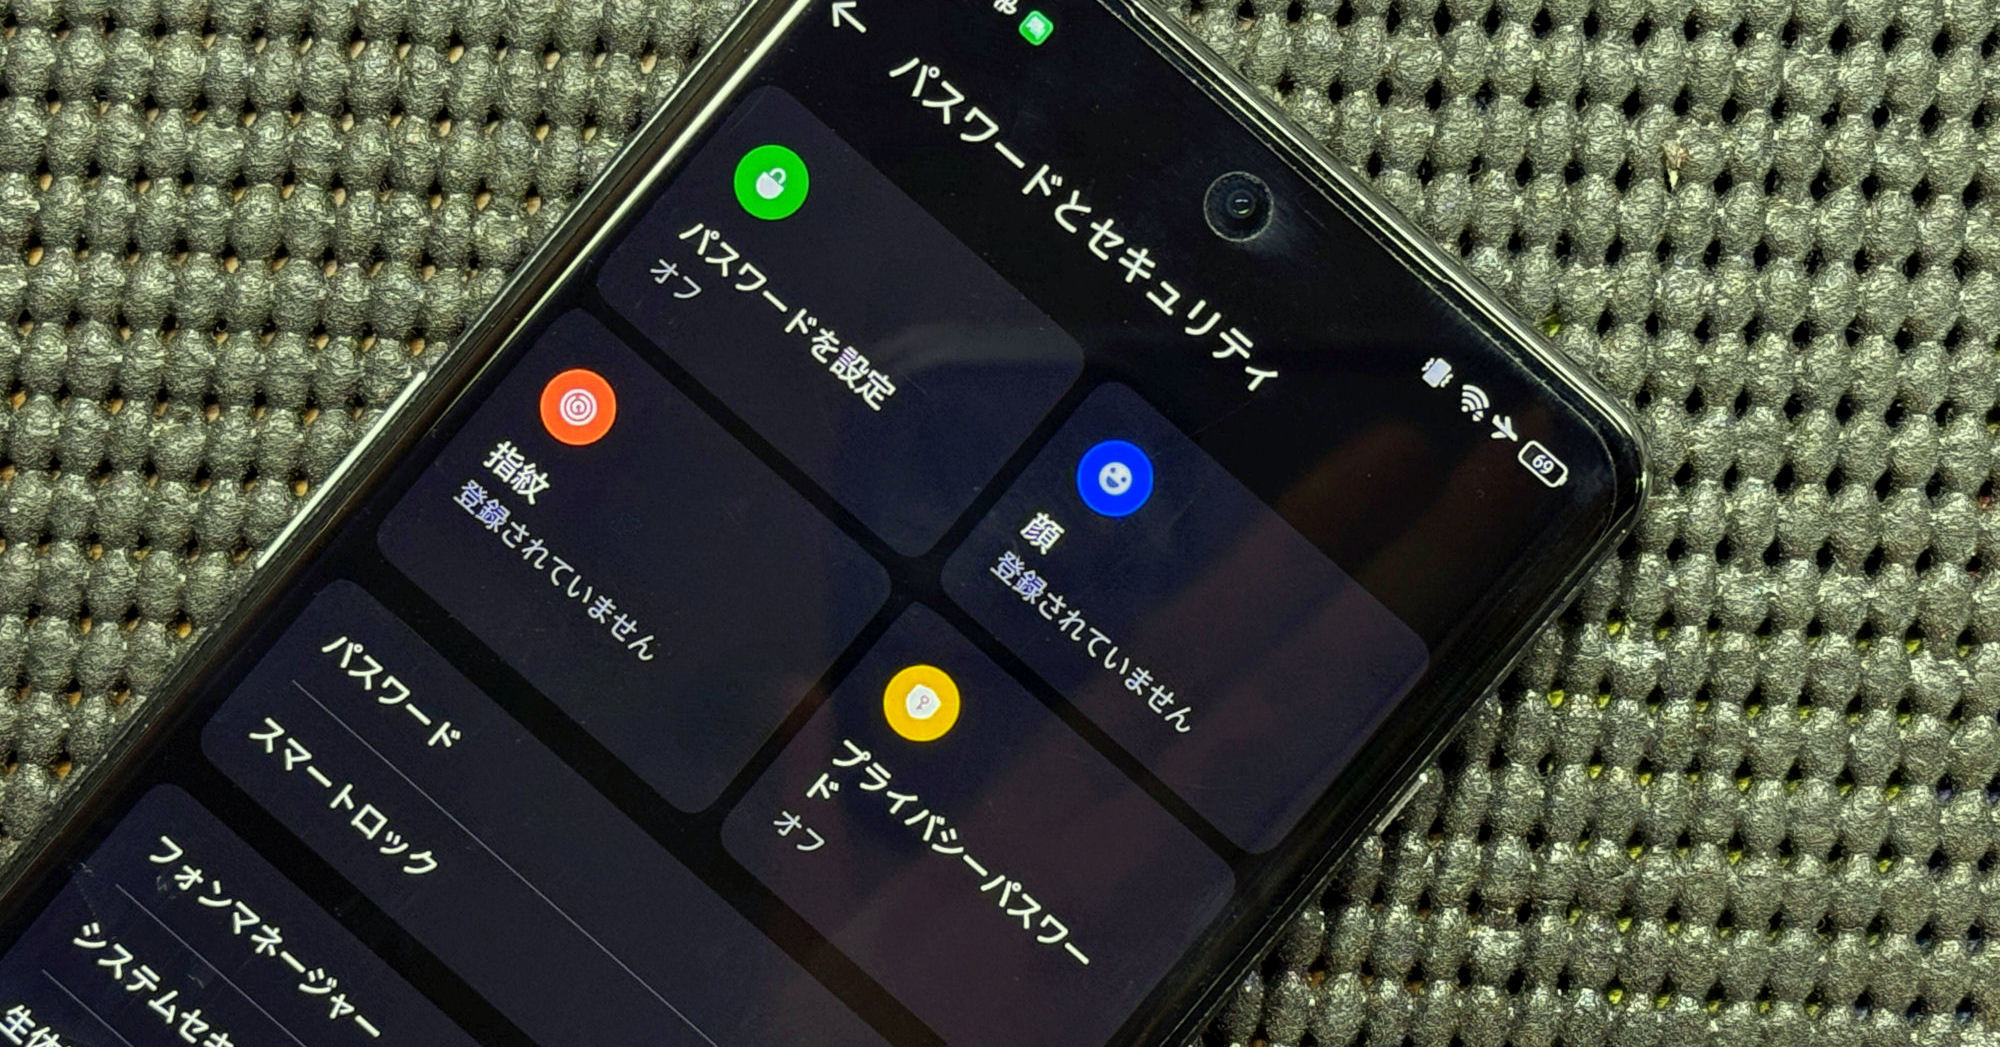 69
パスワードとセキュリティ
パスワードを設定
オフ
顔
登録されていません
指紋
登録されていません
プライバシーパスワー
ド
オフ
パスワード
スマートロック
フォンマネージャー
システムセキ
生体